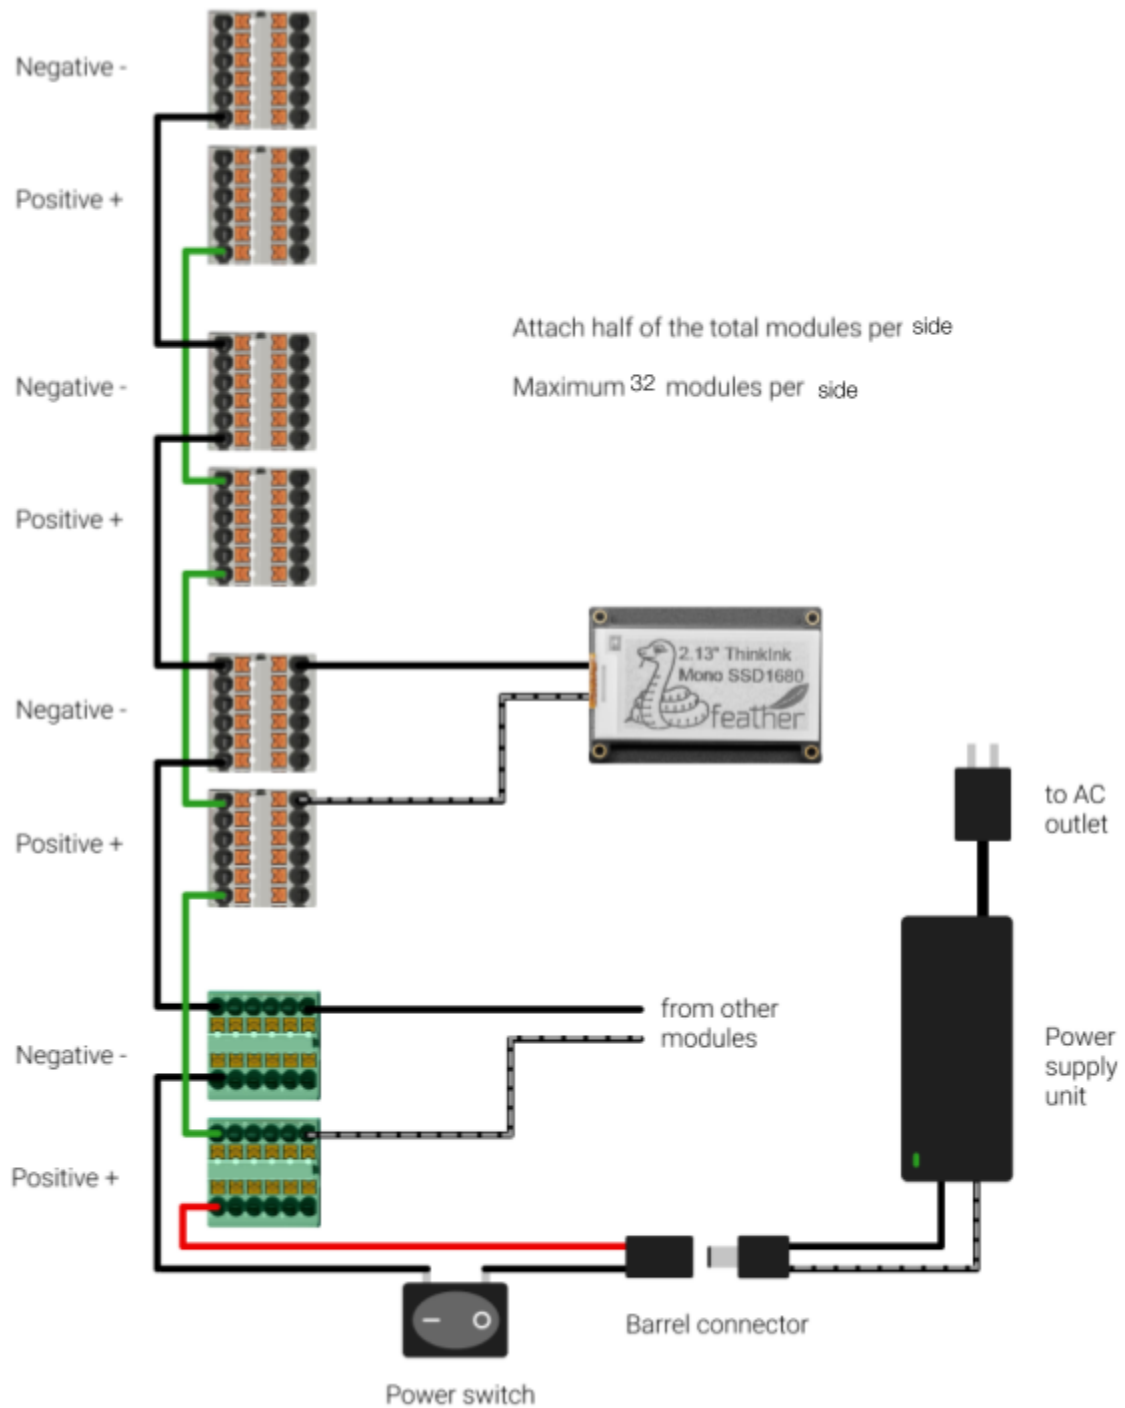 Negative -
Positive +
Attach half of the total modules per side
Negative -
Maximum 32 modules per side
Positive +
2.13" ThinkInk
Mono SSD1680
feather
Negative -
to AC
outlet
Positive +
from other
modules
Negative -
Power
supply
unit
Positive +
Barrel connector
Power switch